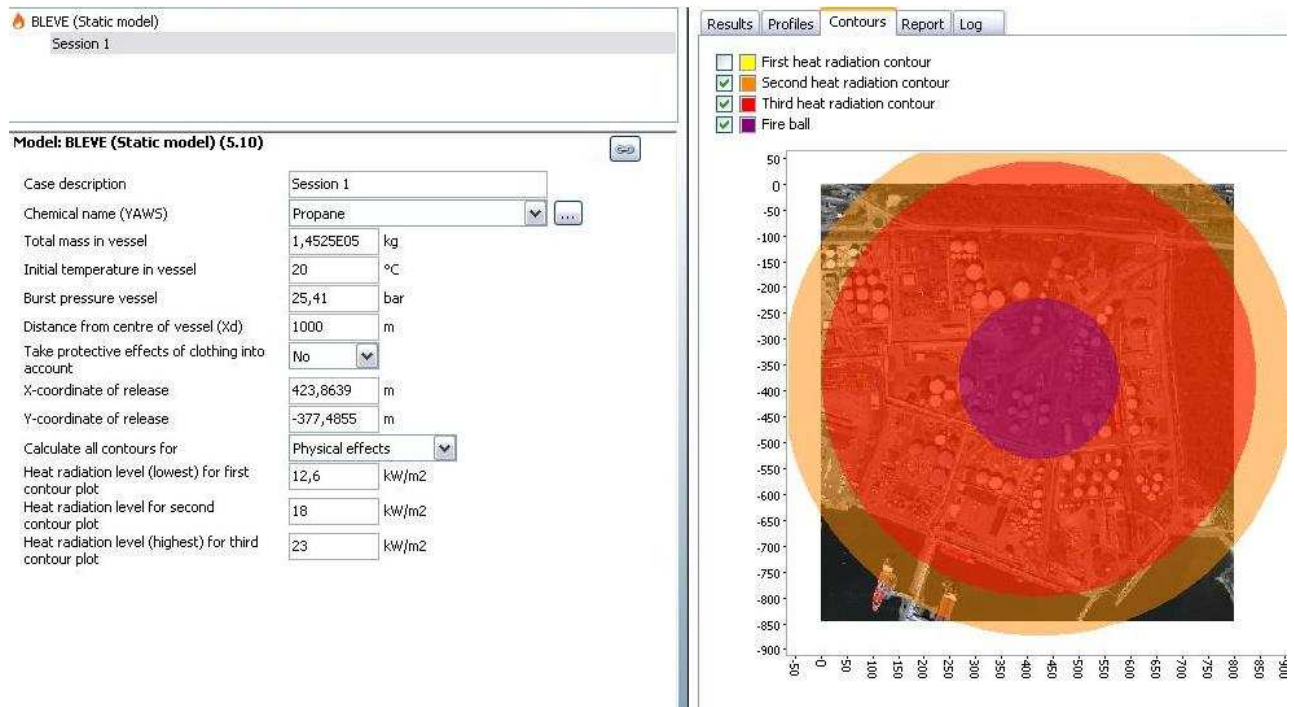 BLEVE (Static model)
Session 1
Model: BLEVE (Static model) (5.10)
Case description Session 1
Chemical name (YAWS) Propane ...
Total mass in vessel 1,4525E05 kg
Initial temperature in vessel 20 °C
Burst pressure vessel 25,41 bar
Distance from centre of vessel (Xd) 1000 m
Take protective effects of clothing into
account
No
X-coordinate of release 423,8639 m
Y-coordinate of release -377,4855 m
Calculate all contours for Physical effects
Heat radiation level (lowest) for first
contour plot
12,6 kW/m2
Heat radiation level for second
contour plot
18 kW/m2
Heat radiation level (highest) for third
contour plot
23 kW/m2
Results Profiles Contours Report Log
First heat radiation contour
Second heat radiation contour
Third heat radiation contour
Fire ball
50
0
-50
-100
-150
-200
-250
-300
-350
-400
-450
-500
-550
-600
-650
-700
-750
-800
-850
-900
-50 0 50 100 150 200 250 300 350 400 450 500 550 600 650 700 750 800 850